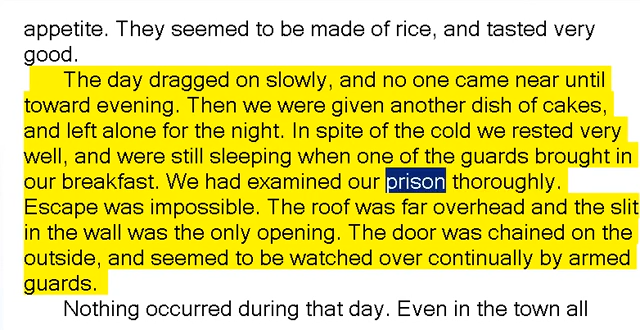 appetite. They seemed to be made of rice, and tasted very
good.
The day dragged on slowly, and no one came near until
toward evening. Then we were given another dish of cakes,
and left alone for the night. In spite of the cold we rested very
well, and were still sleeping when one of the guards brought in
our breakfast. We had examined our prison thoroughly.
Escape was impossible. The roof was far overhead and the slit
in the wall was the only opening. The door was chained on the
outside, and seemed to be watched over continually by armed
guards.
Nothing occurred during that day. Even in the town all